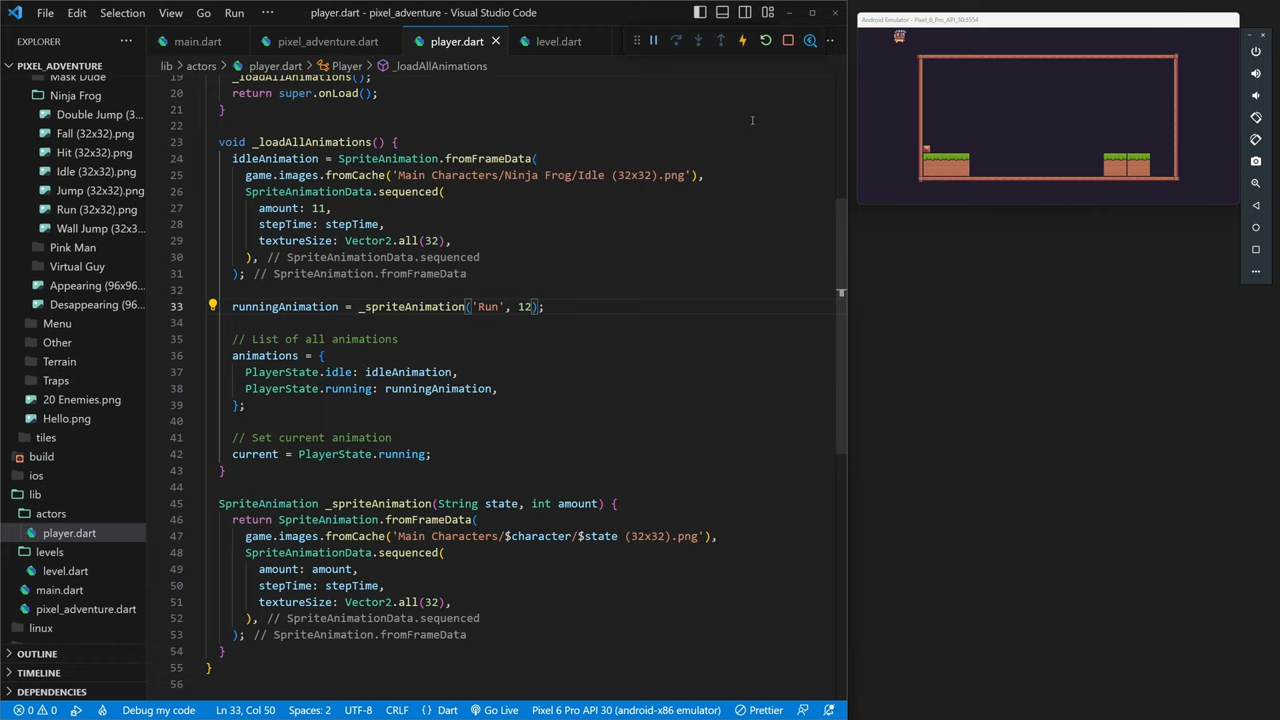 File Edit Selection View Go Run ··· player.dart - pixel_adventure - Visual Studio Code
EXPLORER ···
PIXEL_ADVENTURE
Mask Dude
Ninja Frog
Double Jump (3...
Fall (32x32).png
Hit (32x32).png
Idle (32x32).png
Jump (32x32).png
Run (32x32).png
Wall Jump (32x3...
Pink Man
Virtual Guy
Appearing (96x96...
Desappearing (96x...
Menu
Other
Terrain
Traps
20 Enemies.png
Hello.png
tiles
build
ios
lib
actors
player.dart
levels
level.dart
main.dart
pixel_adventure.dart
linux
OUTLINE
TIMELINE
DEPENDENCIES
main.dart pixel_adventure.dart player.dart level.dart
lib > actors > player.dart > Player > _loadAllAnimations
19 _loadAllAnimations();
20 return super.onLoad();
21 }
22
23 void _loadAllAnimations() {
24 idleAnimation = SpriteAnimation.fromFrameData(
25 game.images.fromCache('Main Characters/Ninja Frog/Idle (32x32).png'),
26 SpriteAnimationData.sequenced(
27 amount: 11,
28 stepTime: stepTime,
29 textureSize: Vector2.all(32),
30 ), // SpriteAnimationData.sequenced
31 ); // SpriteAnimation.fromFrameData
32
33 runningAnimation = _spriteAnimation('Run', 12);
34
35 // List of all animations
36 animations = {
37 PlayerState.idle: idleAnimation,
38 PlayerState.running: runningAnimation,
39 };
40
41 // Set current animation
42 current = PlayerState.running;
43 }
44
45 SpriteAnimation _spriteAnimation(String state, int amount) {
46 return SpriteAnimation.fromFrameData(
47 game.images.fromCache('Main Characters/$character/$state (32x32).png'),
48 SpriteAnimationData.sequenced(
49 amount: amount,
50 stepTime: stepTime,
51 textureSize: Vector2.all(32),
52 ), // SpriteAnimationData.sequenced
53 ); // SpriteAnimation.fromFrameData
54 }
55 }
56
Android Emulator - Pixel_6_Pro_API_30:5554
0 0 Debug my code Ln 33, Col 50 Spaces: 2 UTF-8 CRLF {} Dart Go Live Pixel 6 Pro API 30 (android-x86 emulator) Prettier